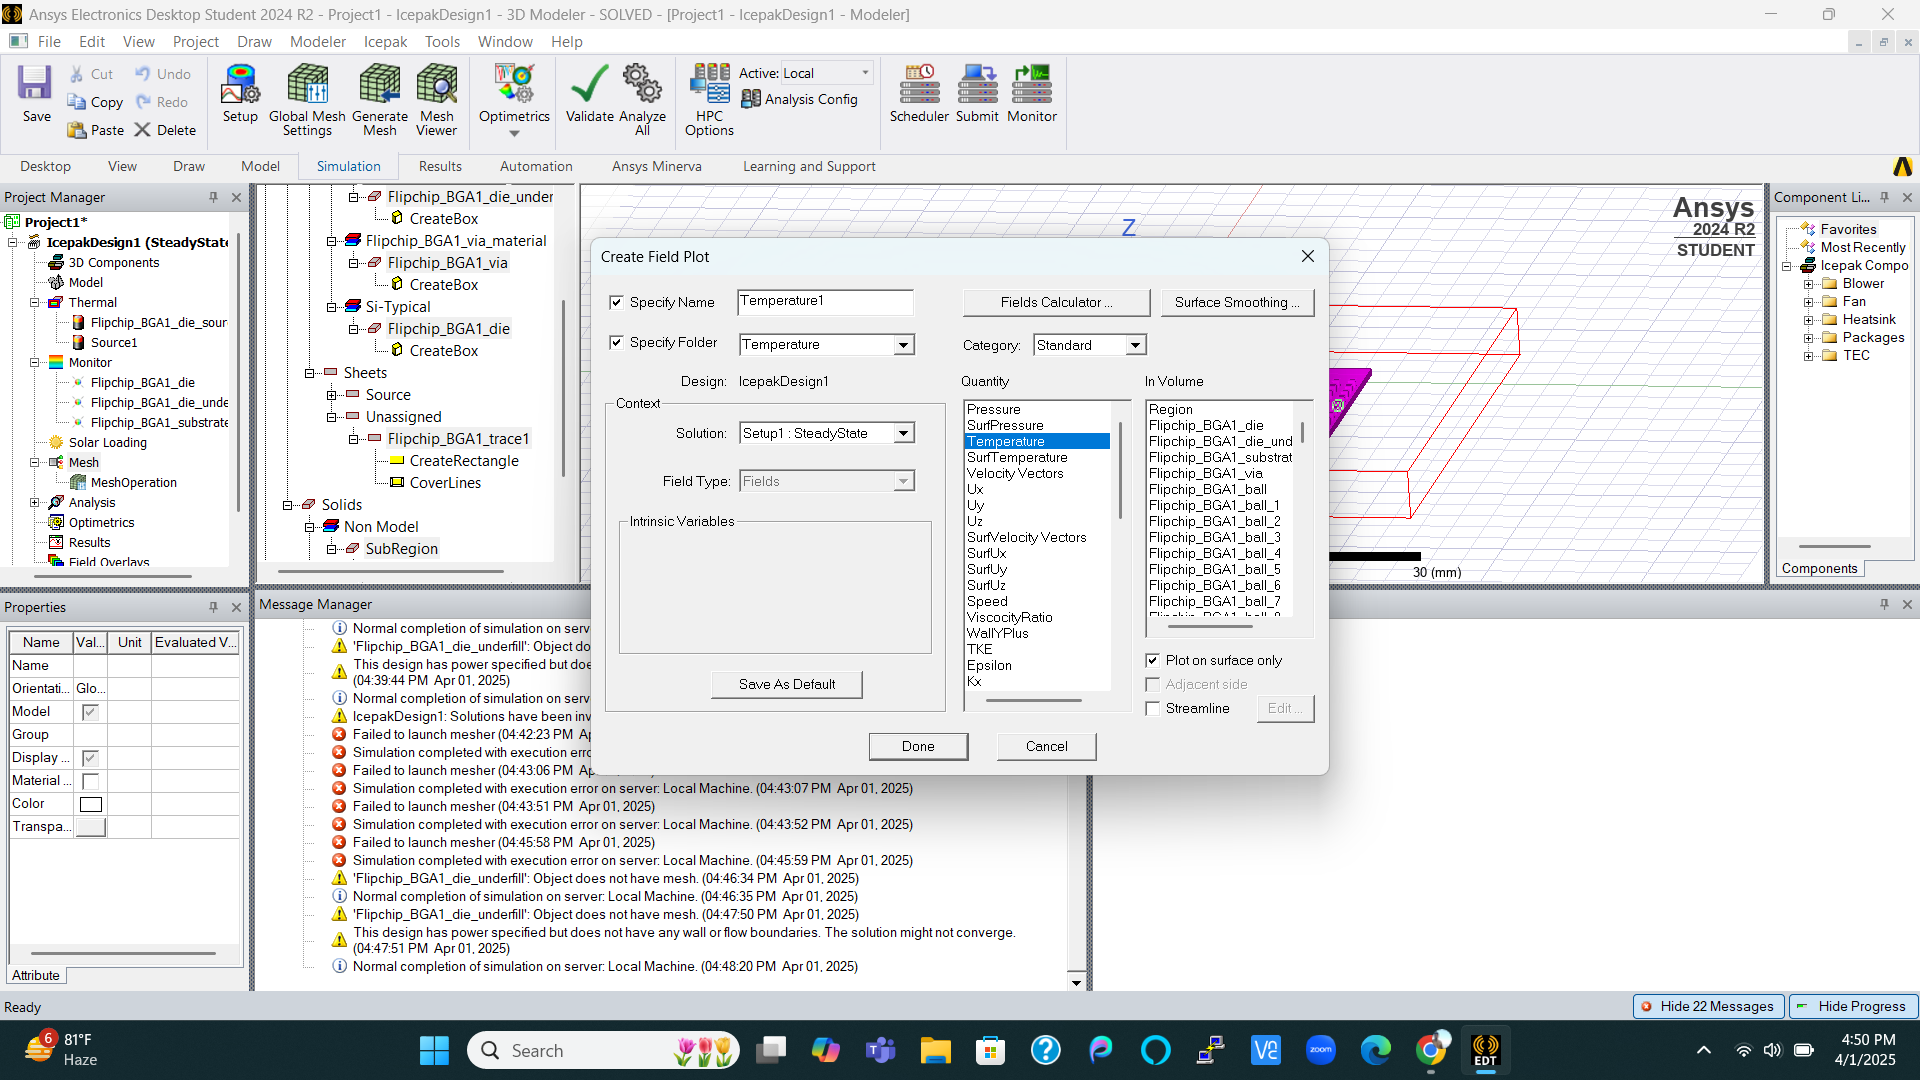 Ansys Electronics Desktop Student 2024 R2 - Project1 - IcepakDesign1 - 3D Modeler - SOLVED - [Project1 - IcepakDesign1 - Modeler]
File Edit View Project Draw Modeler Icepak Tools Window Help
Save
Cut
Copy
Paste
Undo
Redo
Delete
Setup
Global Mesh Settings
Generate Mesh
Mesh Viewer
Optimetrics
Validate
Analyze All
HPC Options
Active: Local
Analysis Config
Scheduler
Submit
Monitor
Desktop View Draw Model Simulation Results Automation Ansys Minerva Learning and Support
Project Manager
Project1*
IcepakDesign1 (SteadyState
3D Components
Model
Thermal
Flipchip_BGA1_die_sour
Source1
Monitor
Flipchip_BGA1_die
Flipchip_BGA1_die_unde
Flipchip_BGA1_substrate
Solar Loading
Mesh
MeshOperation
Analysis
Optimetrics
Results
Field Overlays
Flipchip_BGA1_die_under
CreateBox
Flipchip_BGA1_via_material
Flipchip_BGA1_via
CreateBox
Si-Typical
Flipchip_BGA1_die
CreateBox
Sheets
Source
Unassigned
Flipchip_BGA1_trace1
CreateRectangle
CoverLines
Solids
Non Model
SubRegion
Z
Ansys
2024 R2
STUDENT
30 (mm)
Component Li...
Favorites
Most Recently
Icepak Compo
Blower
Fan
Heatsink
Packages
TEC
Components
Create Field Plot
Specify Name
Temperature1
Fields Calculator ...
Surface Smoothing ...
Specify Folder
Temperature
Category: Standard
Design: IcepakDesign1
Context
Solution: Setup1 : SteadyState
Field Type: Fields
Intrinsic Variables
Save As Default
Quantity
Pressure
SurfPressure
Temperature
SurfTemperature
Velocity Vectors
Ux
Uy
Uz
SurfVelocity Vectors
SurfUx
SurfUy
SurfUz
Speed
ViscocityRatio
WallYPlus
TKE
Epsilon
Kx
In Volume
Region
Flipchip_BGA1_die
Flipchip_BGA1_die_und
Flipchip_BGA1_substrat
Flipchip_BGA1_via
Flipchip_BGA1_ball
Flipchip_BGA1_ball_1
Flipchip_BGA1_ball_2
Flipchip_BGA1_ball_3
Flipchip_BGA1_ball_4
Flipchip_BGA1_ball_5
Flipchip_BGA1_ball_6
Flipchip_BGA1_ball_7
Plot on surface only
Adjacent side
Streamline
Edit ...
Done
Cancel
Properties
Name Val... Unit Evaluated V...
Name
Orientati... Glo...
Model
Group
Display ...
Material ...
Color
Transpa...
Attribute
Message Manager
Normal completion of simulation on serv
'Flipchip_BGA1_die_underfill': Object do
This design has power specified but doe
(04:39:44 PM Apr 01, 2025)
Normal completion of simulation on serv
IcepakDesign1: Solutions have been inv
Failed to launch mesher (04:42:23 PM A
Simulation completed with execution erro
Failed to launch mesher (04:43:06 PM Ap
Simulation completed with execution error on server: Local Machine. (04:43:07 PM Apr 01, 2025)
Failed to launch mesher (04:43:51 PM Apr 01, 2025)
Simulation completed with execution error on server: Local Machine. (04:43:52 PM Apr 01, 2025)
Failed to launch mesher (04:45:58 PM Apr 01, 2025)
Simulation completed with execution error on server: Local Machine. (04:45:59 PM Apr 01, 2025)
'Flipchip_BGA1_die_underfill': Object does not have mesh. (04:46:34 PM Apr 01, 2025)
Normal completion of simulation on server: Local Machine. (04:46:35 PM Apr 01, 2025)
'Flipchip_BGA1_die_underfill': Object does not have mesh. (04:47:50 PM Apr 01, 2025)
This design has power specified but does not have any wall or flow boundaries. The solution might not converge.
(04:47:51 PM Apr 01, 2025)
Normal completion of simulation on server: Local Machine. (04:48:20 PM Apr 01, 2025)
Ready
Hide 22 Messages
Hide Progress
6
81°F
Haze
Search
zoom
EDT
4:50 PM
4/1/2025